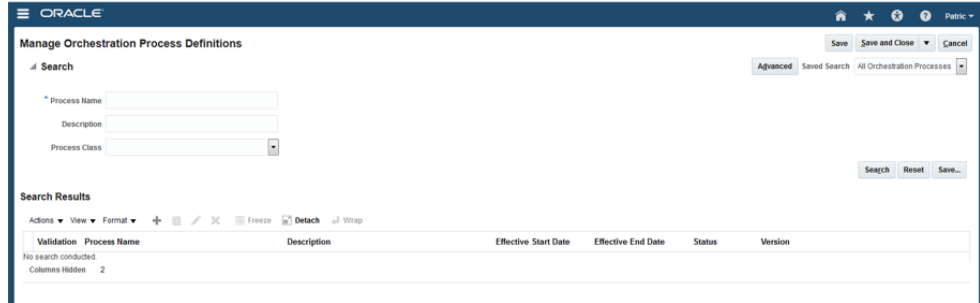 ORACLE
Patric
Manage Orchestration Process Definitions
Save Save and Close Cancel
Search
Advanced Saved Search All Orchestration Processes
* Process Name
Description
Process Class
Search Reset Save...
Search Results
Actions View Format Freeze Detach Wrap
Validation Process Name Description Effective Start Date Effective End Date Status Version
No search conducted.
Columns Hidden 2